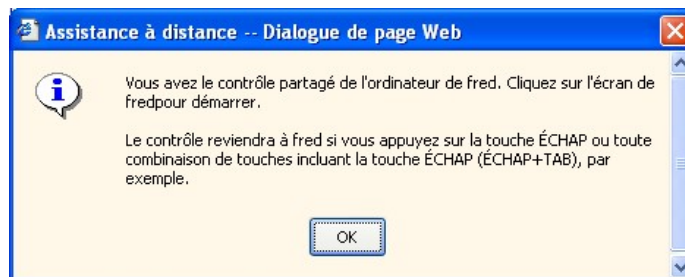 Assistance à distance -- Dialogue de page Web
Vous avez le contrôle partagé de l'ordinateur de fred. Cliquez sur l'écran de
fredpour démarrer.
Le contrôle reviendra à fred si vous appuyez sur la touche ÉCHAP ou toute
combinaison de touches incluant la touche ÉCHAP (ÉCHAP+TAB), par
exemple.
OK